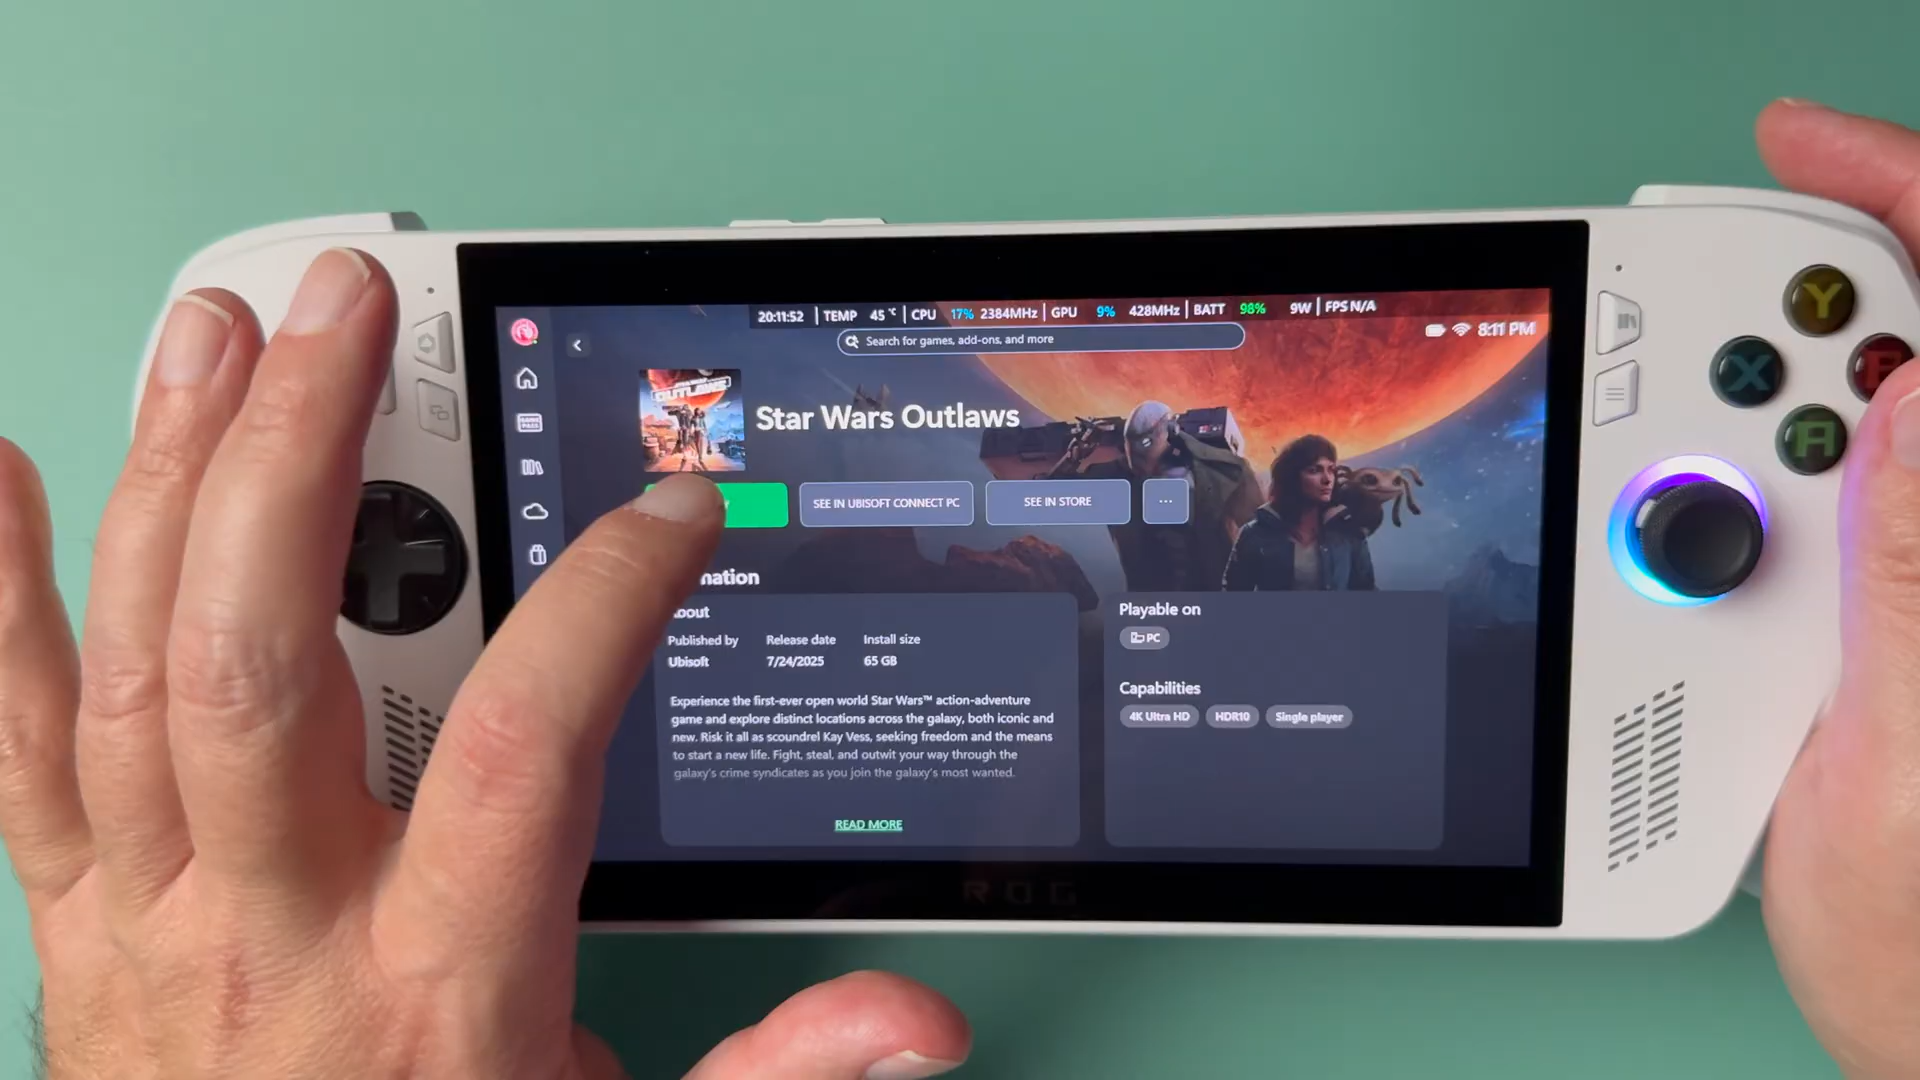 20:11:52 | TEMP 45 °C | CPU 17% 2384MHz | GPU 9% 428MHz | BATT 98% 9W | FPS N/A
Search for games, add-ons, and more
8:11 PM
GAME PASS
OUTLAWS
Star Wars Outlaws
SEE IN UBISOFT CONNECT PC
SEE IN STORE
...
mation
About
Published by
Release date
Install size
Ubisoft
7/24/2025
65 GB
Experience the first-ever open world Star Wars™ action-adventure
game and explore distinct locations across the galaxy, both iconic and
new. Risk it all as scoundrel Kay Vess, seeking freedom and the means
to start a new life. Fight, steal, and outwit your way through the
galaxy's crime syndicates as you join the galaxy's most wanted.
READ MORE
Playable on
PC
Capabilities
4K Ultra HD
HDR10
Single player
ROG
Y
X
A